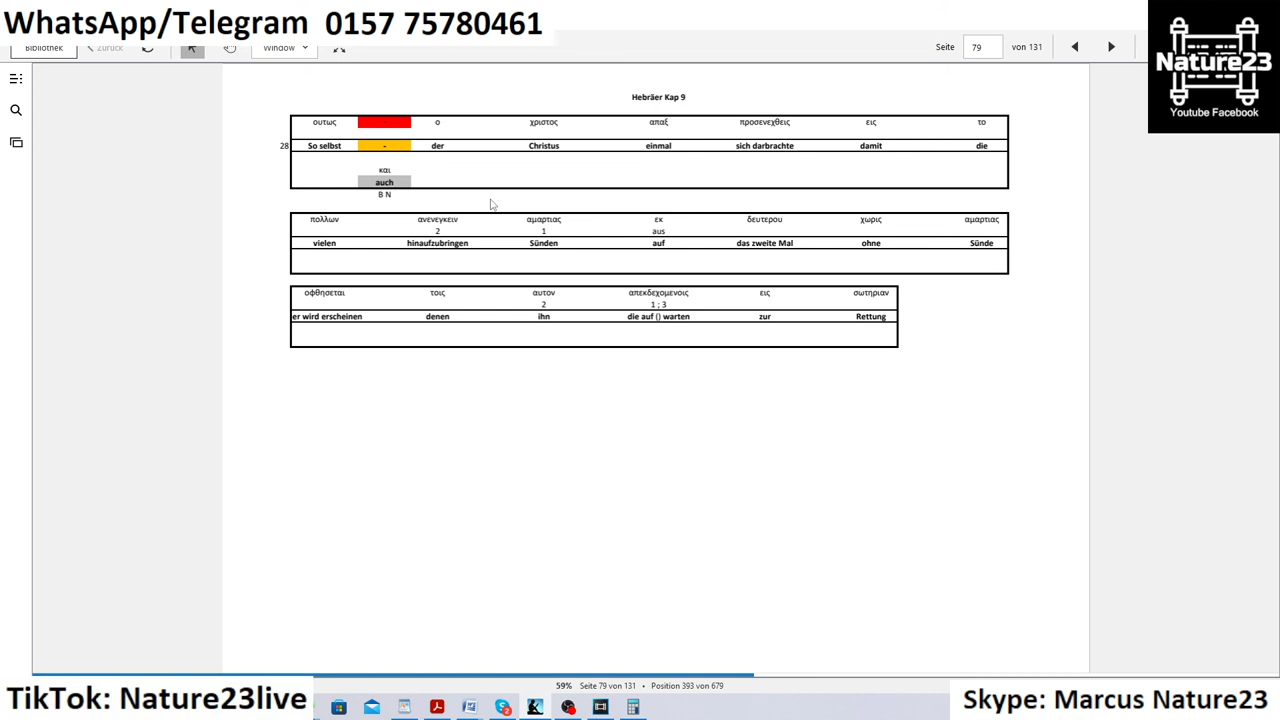 WhatsApp/Telegram 0157 75780461
Bibliothek Zurück Window Seite 79 von 131
Nature23
Youtube Facebook
Hebräer Kap 9
ουτως ο χριστος απαξ προσενεχθεις εις το
28 So selbst - der Christus einmal sich darbrachte damit die
και
auch
B N
πολλων ανενεγκειν αμαρτιας εκ δευτερου χωρις αμαρτιας
2 1 aus
vielen hinaufzubringen Sünden auf das zweite Mal ohne Sünde
οφθησεται τοις αυτον απεκδεχομενοις εις σωτηριαν
2 1 ; 3
er wird erscheinen denen ihn die auf () warten zur Rettung
59% Seite 79 von 131 • Position 393 von 679
TikTok: Nature23live
Skype: Marcus Nature23